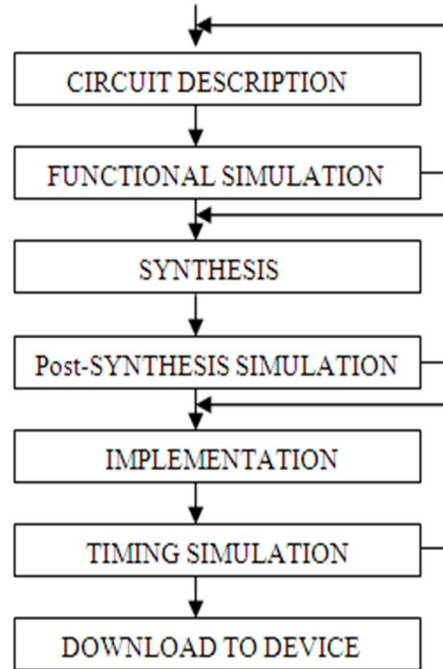 CIRCUIT DESCRIPTION
FUNCTIONAL SIMULATION
SYNTHESIS
Post-SYNTHESIS SIMULATION
IMPLEMENTATION
TIMING SIMULATION
DOWNLOAD TO DEVICE